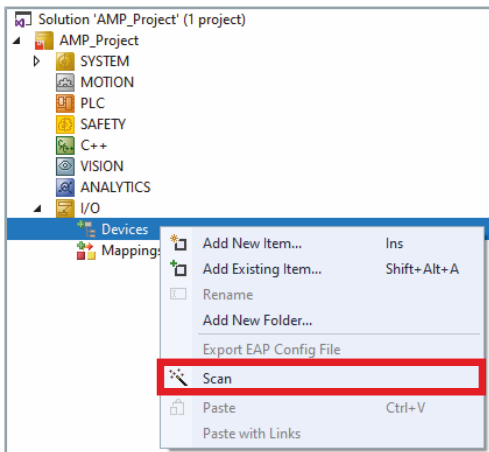 Solution 'AMP_Project' (1 project)
AMP_Project
SYSTEM
MOTION
PLC
SAFETY
C++
VISION
ANALYTICS
I/O
Devices
Mappings
Add New Item... Ins
Add Existing Item... Shift+Alt+A
Rename
Add New Folder...
Export EAP Config File
Scan
Paste Ctrl+V
Paste with Links